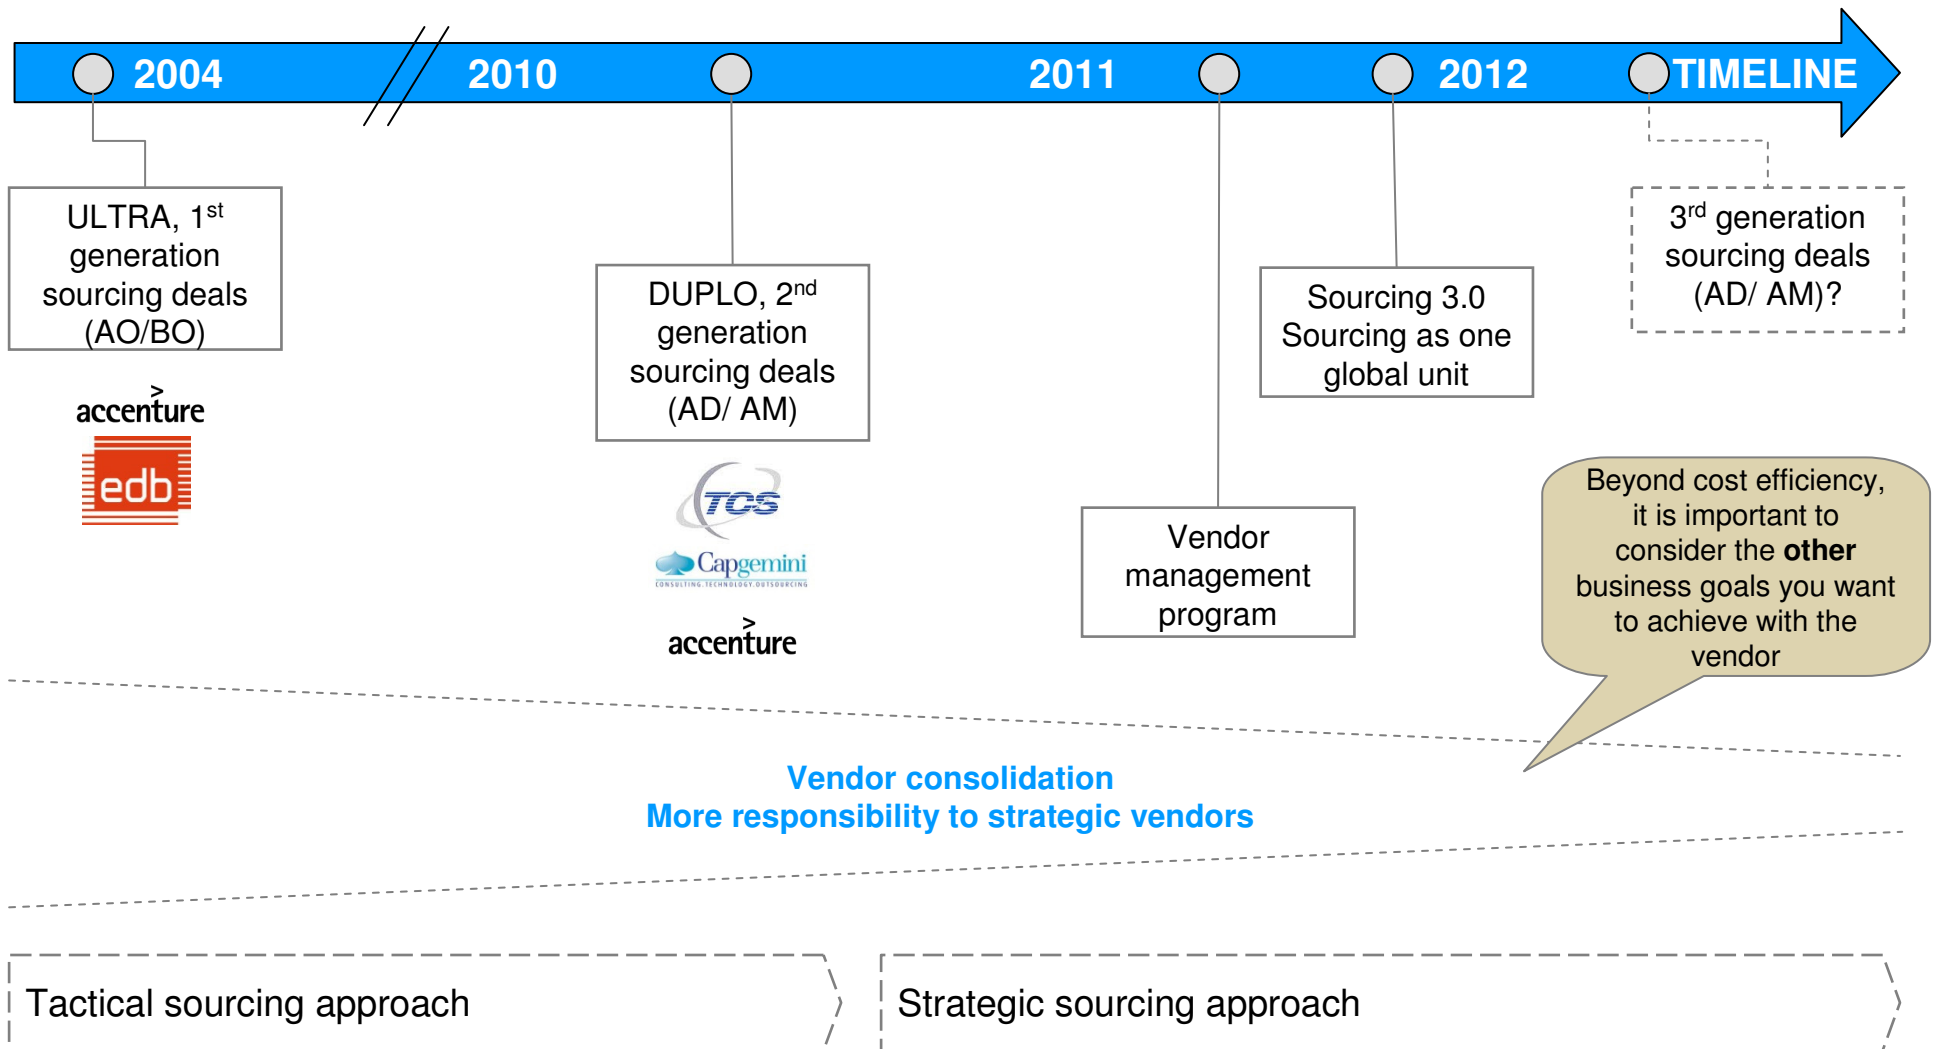 2004
2010
2011
2012
TIMELINE
ULTRA, 1st
generation
sourcing deals
(AO/BO)
accenture
edb
DUPLO, 2nd
generation
sourcing deals
(AD/ AM)
TCS
Capgemini
CONSULTING.TECHNOLOGY.OUTSOURCING
accenture
Vendor
management
program
Sourcing 3.0
Sourcing as one
global unit
3rd generation
sourcing deals
(AD/ AM)?
Beyond cost efficiency,
it is important to
consider the other
business goals you want
to achieve with the
vendor
Vendor consolidation
More responsibility to strategic vendors
Tactical sourcing approach
Strategic sourcing approach